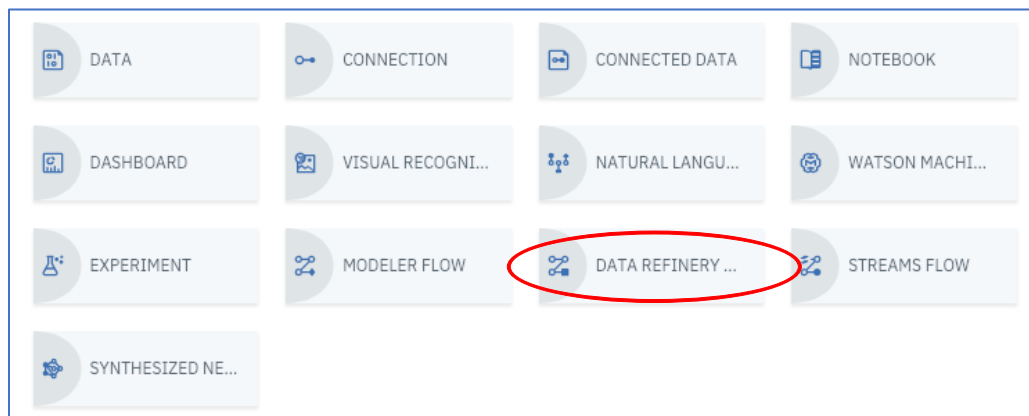 DATA
CONNECTION
CONNECTED DATA
NOTEBOOK
DASHBOARD
VISUAL RECOGNI...
NATURAL LANGU...
WATSON MACHI...
EXPERIMENT
MODELER FLOW
DATA REFINERY ...
STREAMS FLOW
SYNTHESIZED NE...